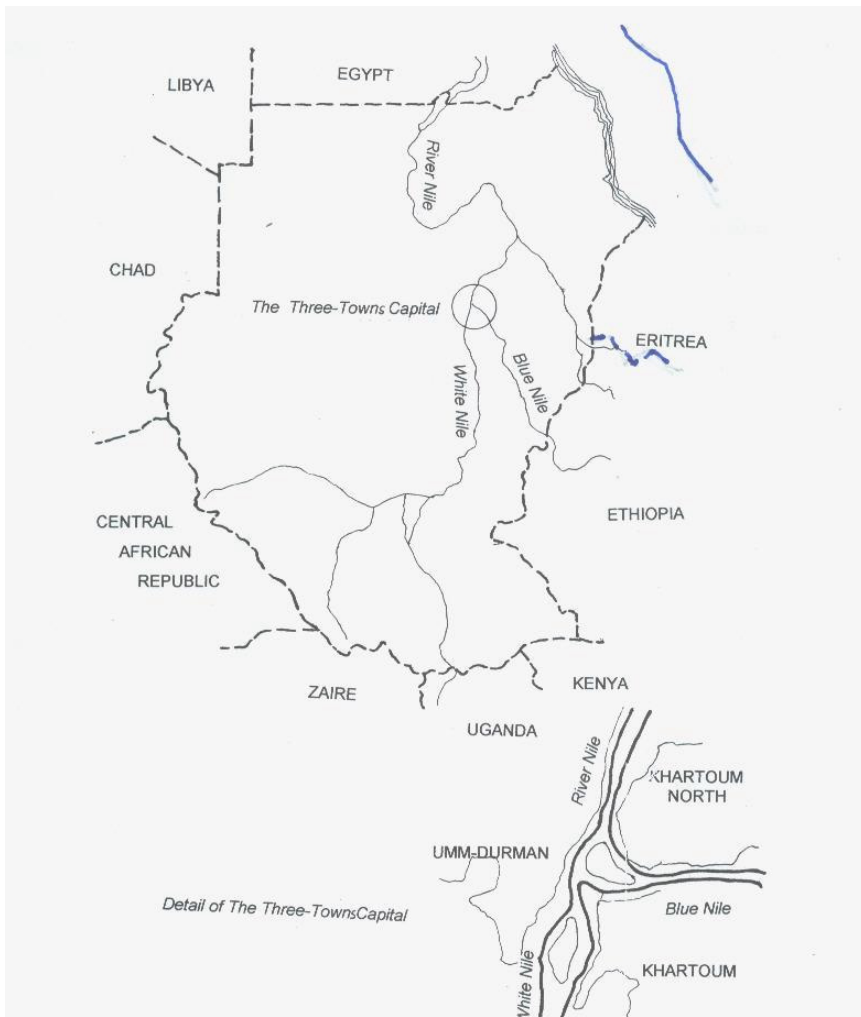 EGYPT
LIBYA
River Nile
CHAD
The Three-Towns Capital
ERITREA
White Nile
Blue Nile
CENTRAL
AFRICAN
REPUBLIC
ETHIOPIA
ZAIRE
KENYA
UGANDA
River Nile
KHARTOUM
NORTH
UMM-DURMAN
Detail of The Three-TownsCapital
Blue Nile
White Nile
KHARTOUM